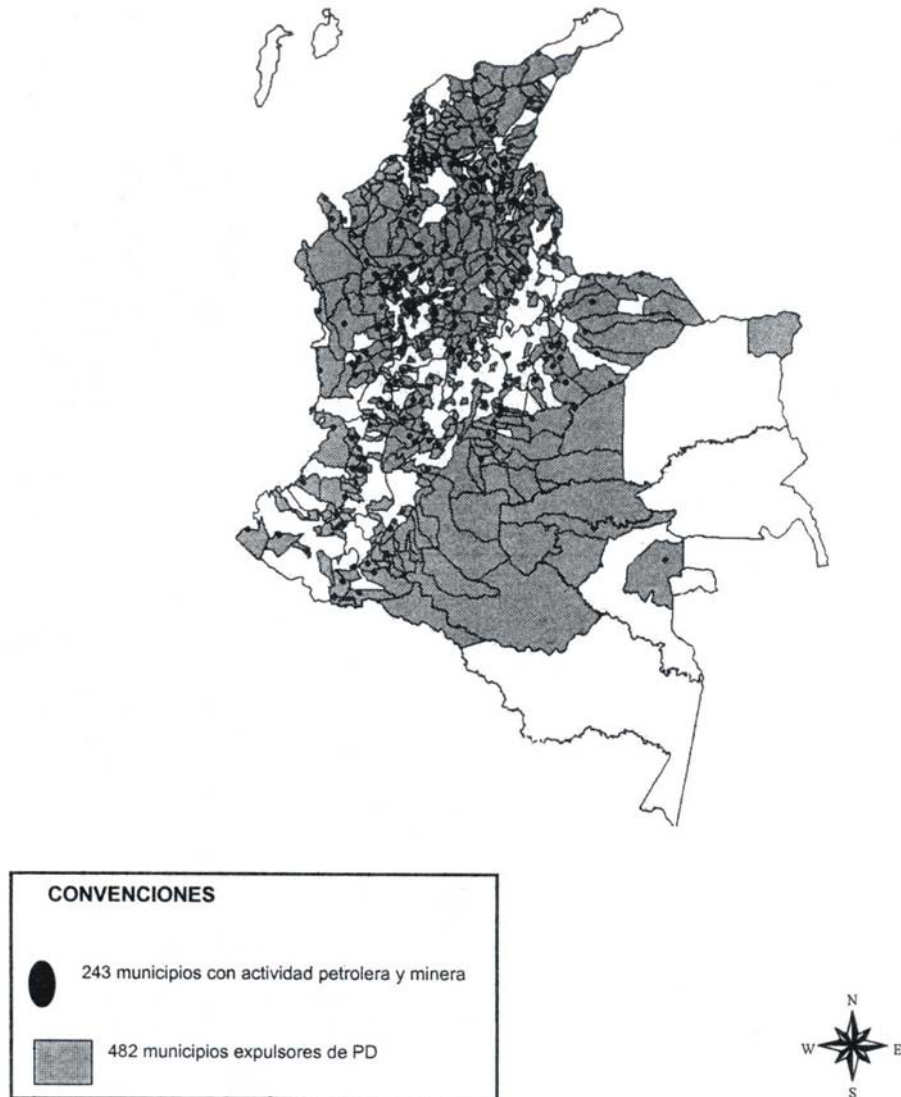 CONVENCIONES
243 municipios con actividad petrolera y minera
482 municipios expulsores de PD
N
W E
S